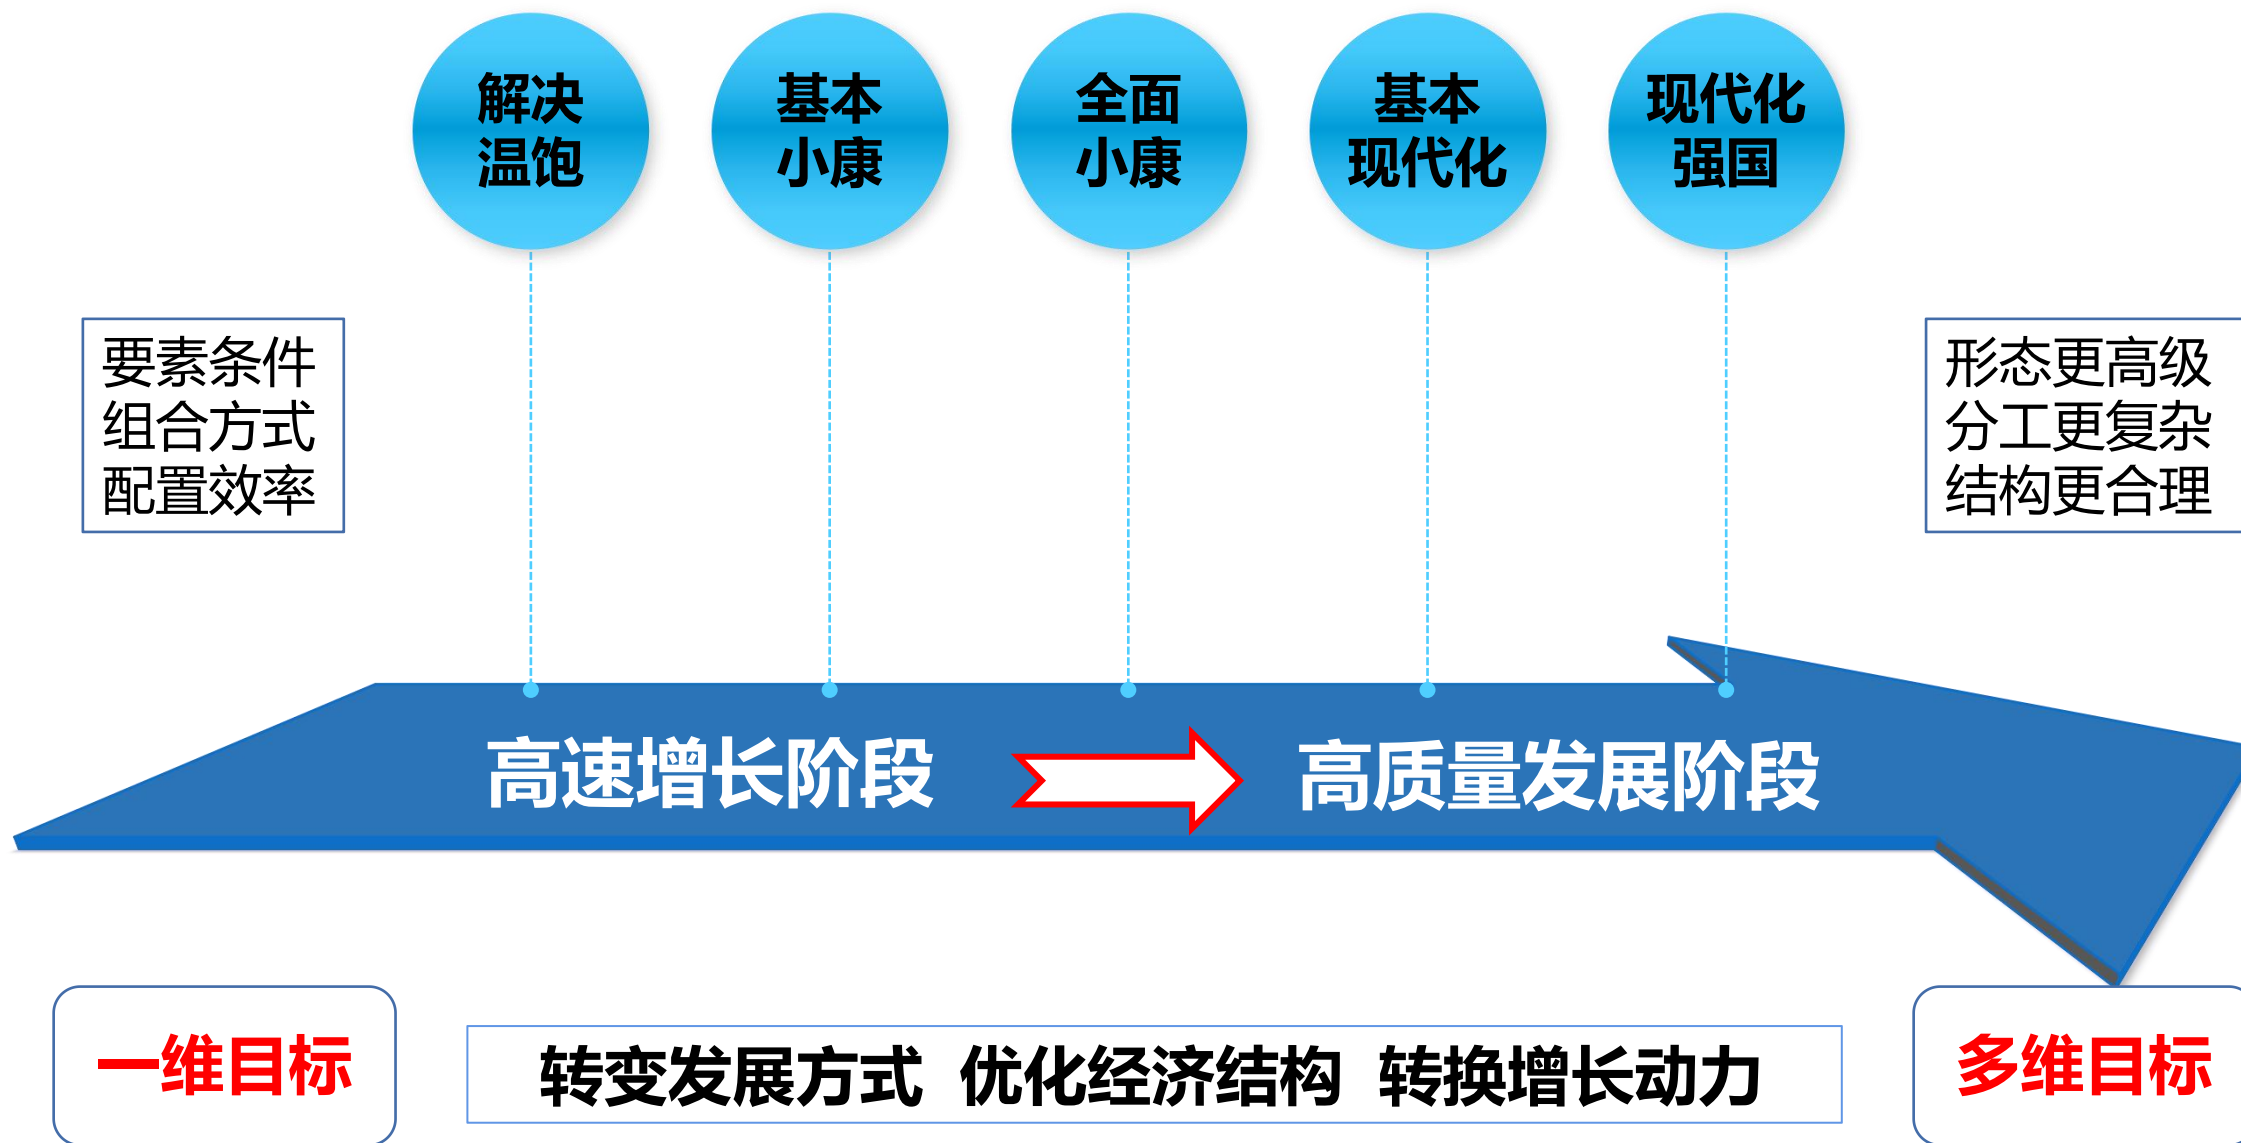 解决
温饱
基本
小康
全面
小康
基本
现代化
现代化
强国
要素条件
组合方式
配置效率
形态更高级
分工更复杂
结构更合理
高速增长阶段
高质量发展阶段
一维目标
转变发展方式 优化经济结构 转换增长动力
多维目标